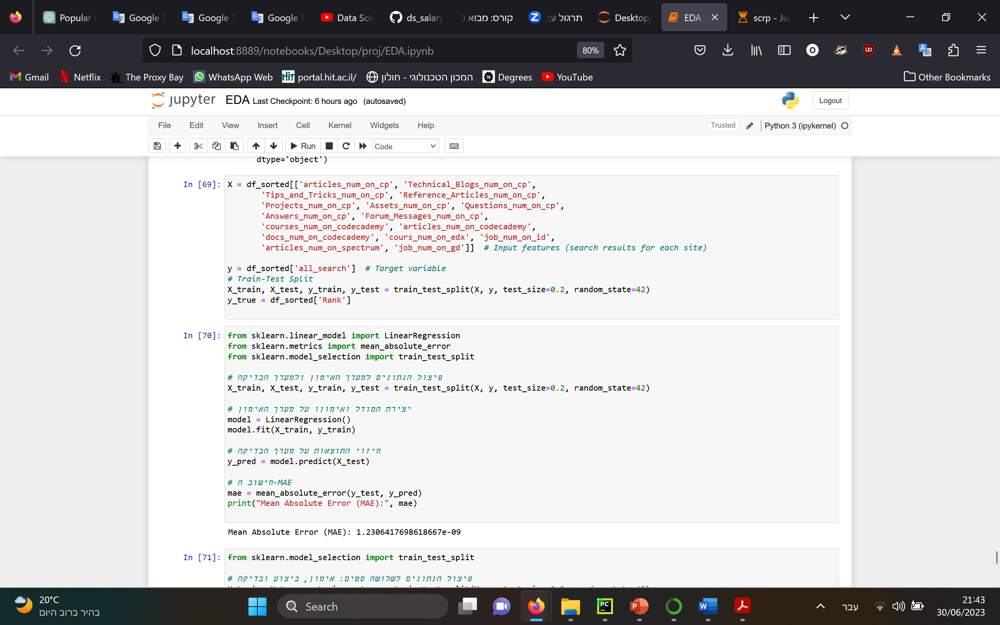 Popular
Google T
Google T
Google T
Data Scie
ds_salary
קורס: מבוא ל
תרגול עב
Desktop/
EDA -
scrp - Ju
localhost:8889/notebooks/Desktop/proj/EDA.ipynb
80%
Gmail
Netflix
The Proxy Bay
WhatsApp Web
portal.hit.ac.il/
המכון הטכנולוגי - חולון
Degrees
YouTube
Other Bookmarks
jupyter EDA Last Checkpoint: 6 hours ago (autosaved)
Logout
File Edit View Insert Cell Kernel Widgets Help
Trusted
Python 3 (ipykernel)
Run
Code
dtype='object')
In [69]: X = df_sorted[['articles_num_on_cp', 'Technical_Blogs_num_on_cp',
'Tips_and_Tricks_num_on_cp', 'Reference_Articles_num_on_cp',
'Projects_num_on_cp', 'Assets_num_on_cp', 'Questions_num_on_cp',
'Answers_num_on_cp', 'Forum_Messages_num_on_cp',
'courses_num_on_codecademy', 'articles_num_on_codecademy',
'docs_num_on_codecademy', 'cours_num_on_edx', 'job_num_on_id',
'articles_num_on_spectrum', 'job_num_on_gd']] # Input features (search results for each site)
y = df_sorted['all_search'] # Target variable
# Train-Test Split
X_train, X_test, y_train, y_test = train_test_split(X, y, test_size=0.2, random_state=42)
y_true = df_sorted['Rank']
In [70]: from sklearn.linear_model import LinearRegression
from sklearn.metrics import mean_absolute_error
from sklearn.model_selection import train_test_split
# פיצול הנתונים למערך האימון ולמערך הבדיקה
X_train, X_test, y_train, y_test = train_test_split(X, y, test_size=0.2, random_state=42)
# יצירת המודל ואימונו על מערך האימון
model = LinearRegression()
model.fit(X_train, y_train)
# חיזוי התוצאות על מערך הבדיקה
y_pred = model.predict(X_test)
# חישוב ה-MAE
mae = mean_absolute_error(y_test, y_pred)
print("Mean Absolute Error (MAE):", mae)
Mean Absolute Error (MAE): 1.2306417698618667e-09
In [71]: from sklearn.model_selection import train_test_split
# פיצול הנתונים לשלושה סטים: אימון, ביצוע ובדיקה
20°C
בהיר ברוב היום
Search
עבר
21:43
30/06/2023